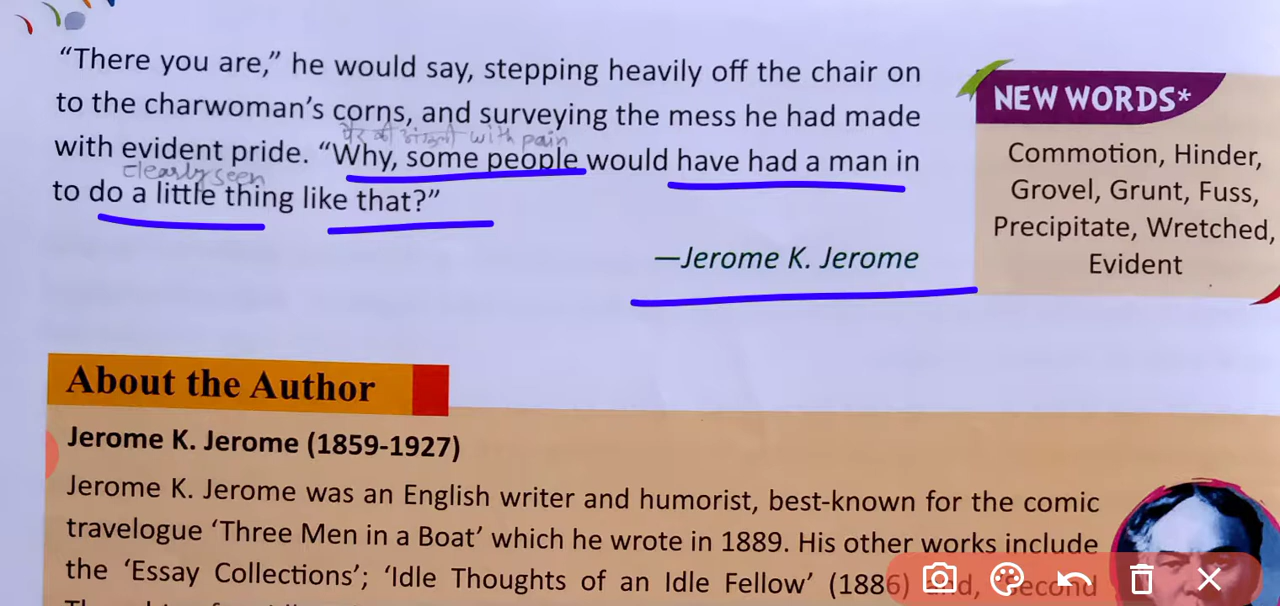 “There you are,” he would say, stepping heavily off the chair on
to the charwoman’s corns, and surveying the mess he had made
पैर की with pain
with evident pride. “Why, some people would have had a man in
clearly seen
to do a little thing like that?”
—Jerome K. Jerome
NEW WORDS*
Commotion, Hinder,
Grovel, Grunt, Fuss,
Precipitate, Wretched,
Evident
About the Author
Jerome K. Jerome (1859-1927)
Jerome K. Jerome was an English writer and humorist, best-known for the comic
travelogue ‘Three Men in a Boat’ which he wrote in 1889. His other works include
the ‘Essay Collections’; ‘Idle Thoughts of an Idle Fellow’ (1886) and, ‘Second